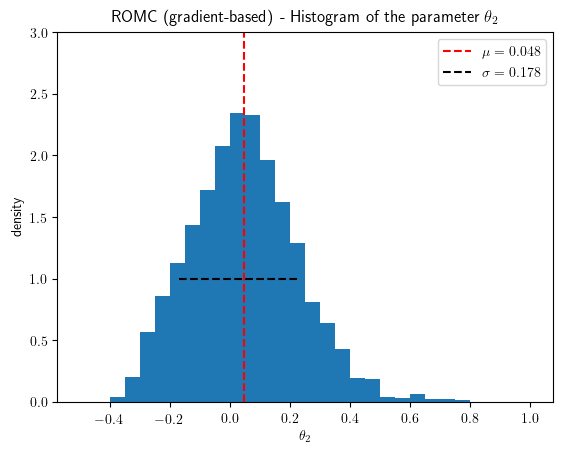 ROMC (gradient-based) - Histogram of the parameter θ₂
μ = 0.048
σ = 0.178
density
3.0
2.5
2.0
1.5
1.0
0.5
0.0
−0.4 −0.2 0.0 0.2 0.4 0.6 0.8 1.0
θ₂